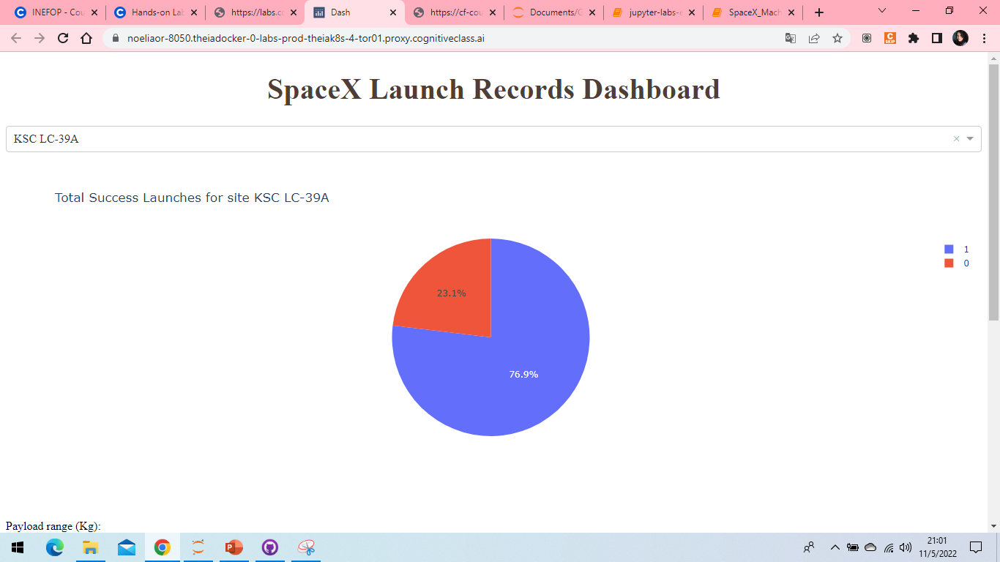 INEFOP - Cou
Hands-on Lab
https://labs.co
Dash
https://cf-cou
Documents/G
jupyter-labs-e
SpaceX_Mach
noeliaor-8050.theiadocker-0-labs-prod-theiak8s-4-tor01.proxy.cognitiveclass.ai
SpaceX Launch Records Dashboard
KSC LC-39A
Total Success Launches for site KSC LC-39A
1
0
23.1%
76.9%
Payload range (Kg):
21:01
11/5/2022